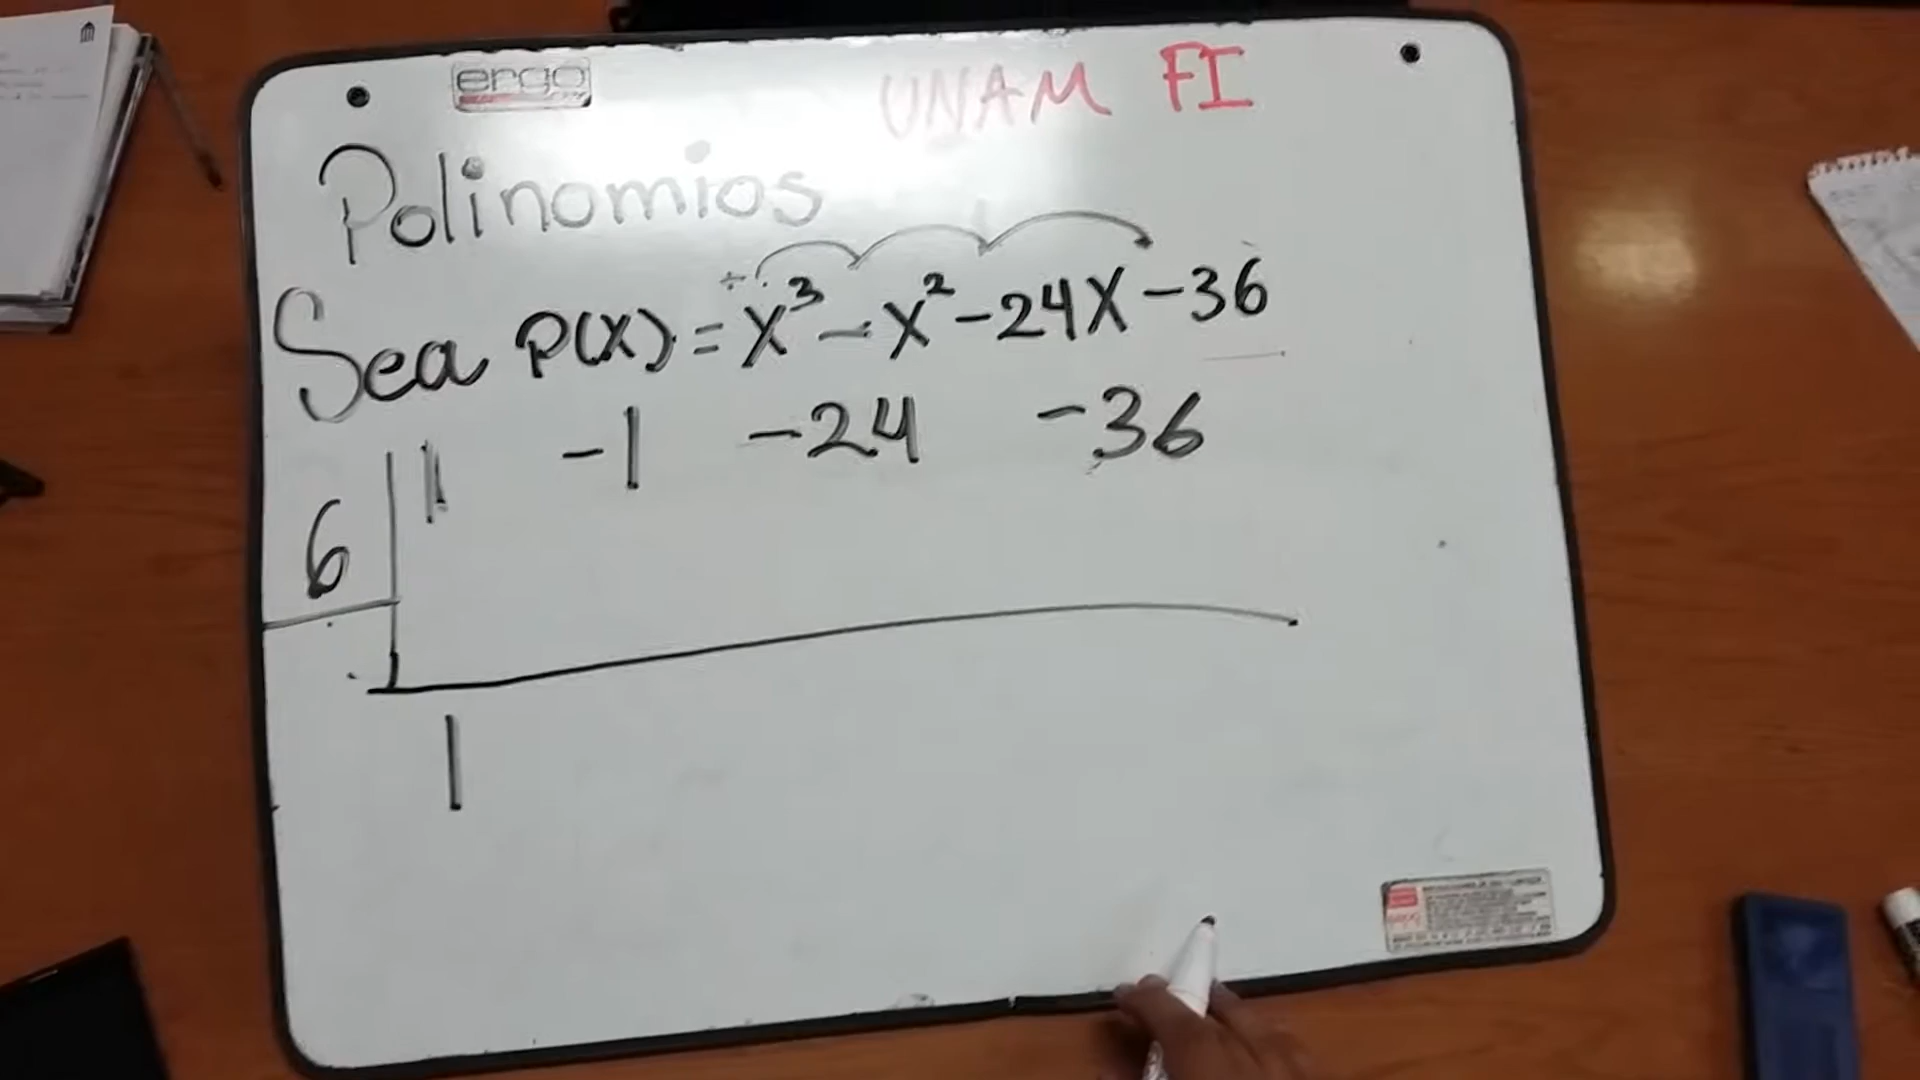 ergo
UNAM FI
Polinomios
Sea P(x) = x³ - x² - 24x - 36
1 -1 -24 -36
6
1